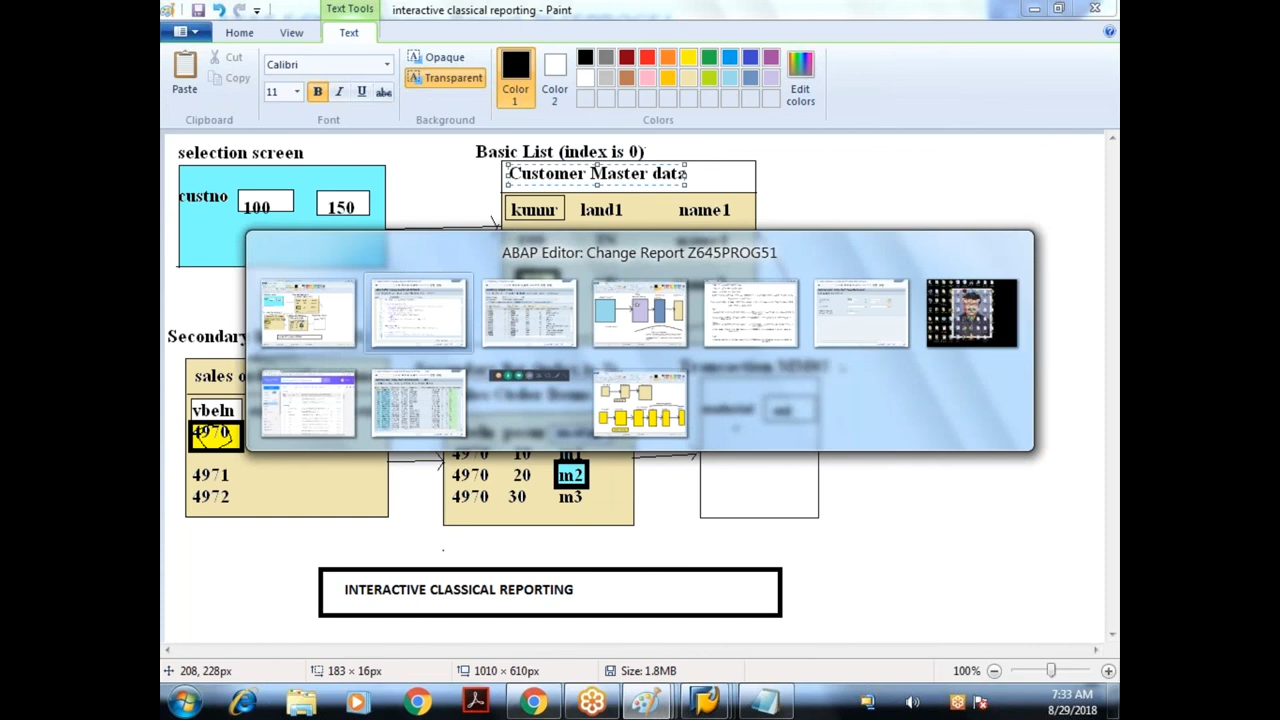 Text Tools
interactive classical reporting - Paint
Home
View
Text
Paste
Cut
Copy
Clipboard
Calibri
11
B
I
U
abc
Font
Opaque
Transparent
Background
Color
1
Color
2
Edit
colors
Colors
selection screen
custno
100
150
Basic List (index is 0)
Customer Master data
kunnr
land1
name1
ABAP Editor: Change Report Z645PROG51
Secondary
sales o
vbeln
4970
4971
4972
4970 10 m1
4970 20 m2
4970 30 m3
INTERACTIVE CLASSICAL REPORTING
208, 228px
183 × 16px
1010 × 610px
Size: 1.8MB
100%
7:33 AM
8/29/2018